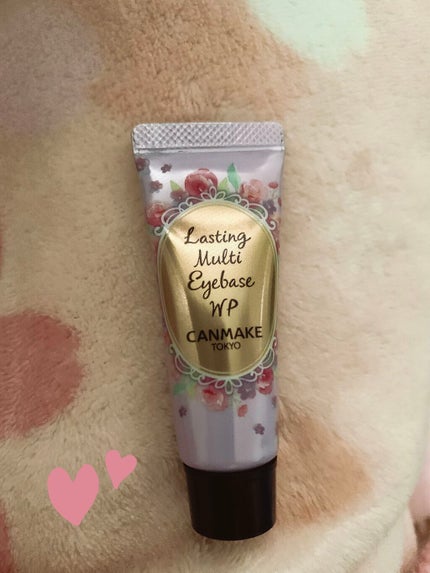 Lasting
Multi
Eyebase
WP
CANMAKE
TOKYO